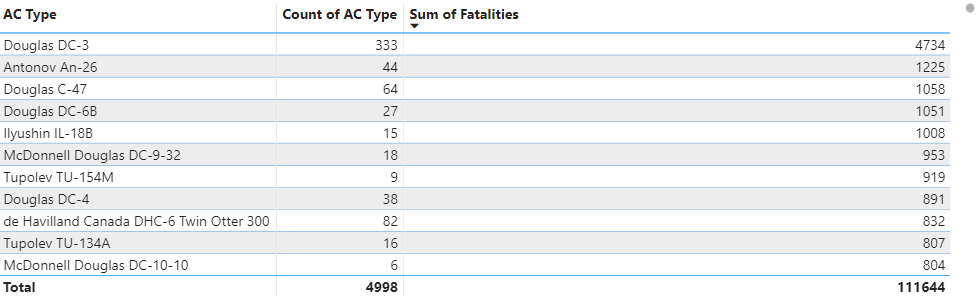 AC Type Count of AC Type Sum of Fatalities
Douglas DC-3 333 4734
Antonov An-26 44 1225
Douglas C-47 64 1058
Douglas DC-6B 27 1051
Ilyushin IL-18B 15 1008
McDonnell Douglas DC-9-32 18 953
Tupolev TU-154M 9 919
Douglas DC-4 38 891
de Havilland Canada DHC-6 Twin Otter 300 82 832
Tupolev TU-134A 16 807
McDonnell Douglas DC-10-10 6 804
Total 4998 111644